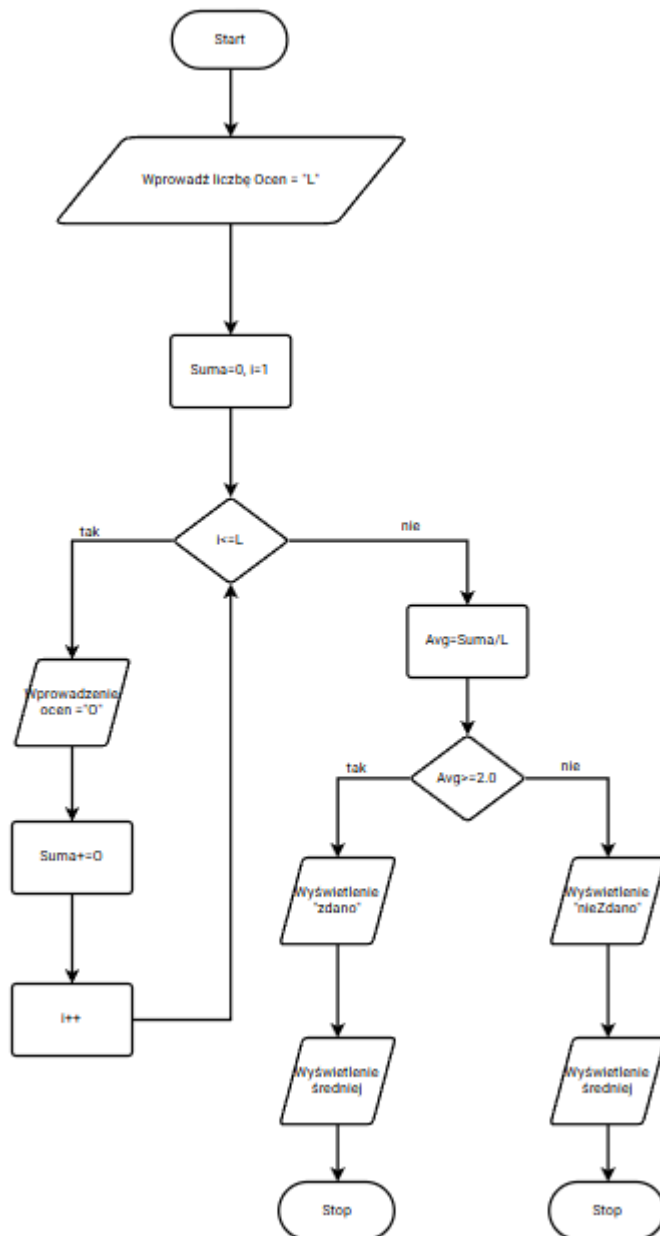 Start
Wprowadź liczbę Ocen = "L"
Suma=0, i=1
i<=L
tak
nie
Wprowadzenie
ocen ="O"
Suma+=O
i++
Avg=Suma/L
Avg>=2.0
tak
nie
Wyświetlenie
"zdano"
Wyświetlenie
"nieZdano"
Wyświetlenie
średniej
Wyświetlenie
średniej
Stop
Stop